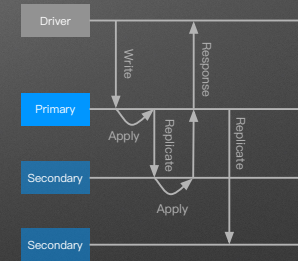 Driver
Write
Response
Primary
Apply
Replicate
Replicate
Secondary
Apply
Secondary